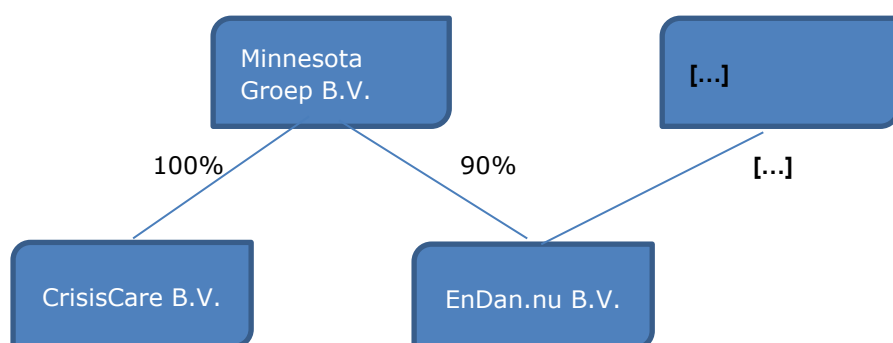 Minnesota
Groep B.V.
[...]
100%
90%
[...]
CrisisCare B.V.
EnDan.nu B.V.